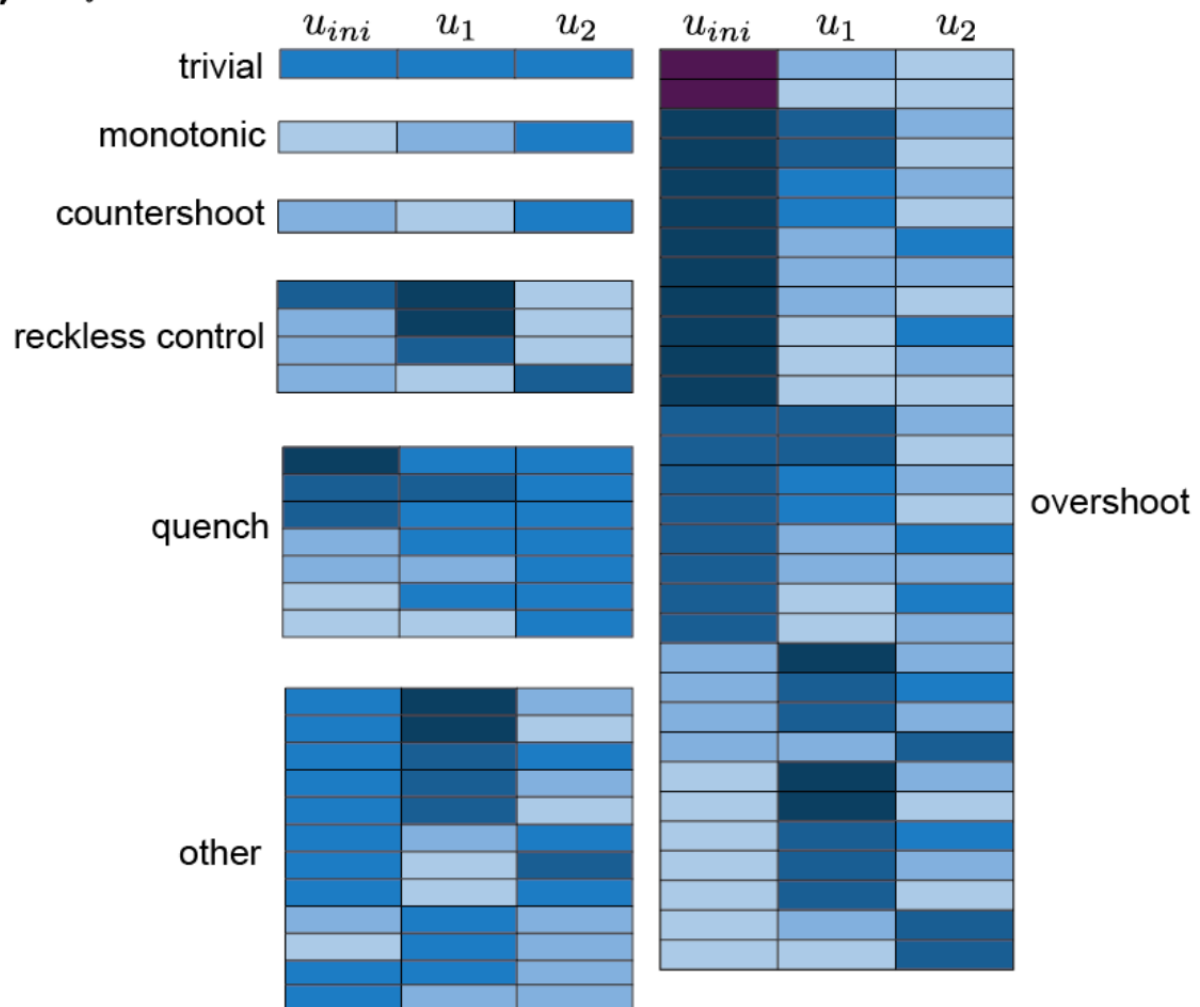 u_ini u_1 u_2
trivial
monotonic
countershoot
reckless control
quench
other
u_ini u_1 u_2
overshoot